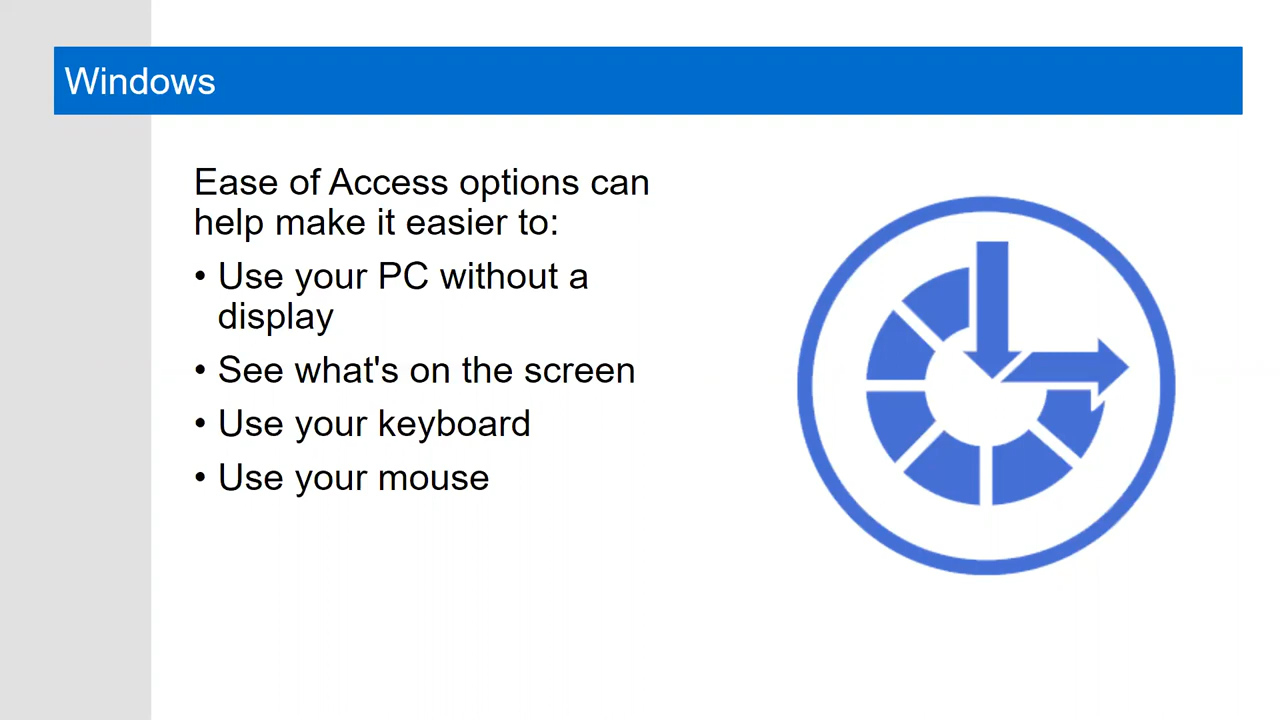 Windows
Ease of Access options can
help make it easier to:
• Use your PC without a
display
• See what's on the screen
• Use your keyboard
• Use your mouse